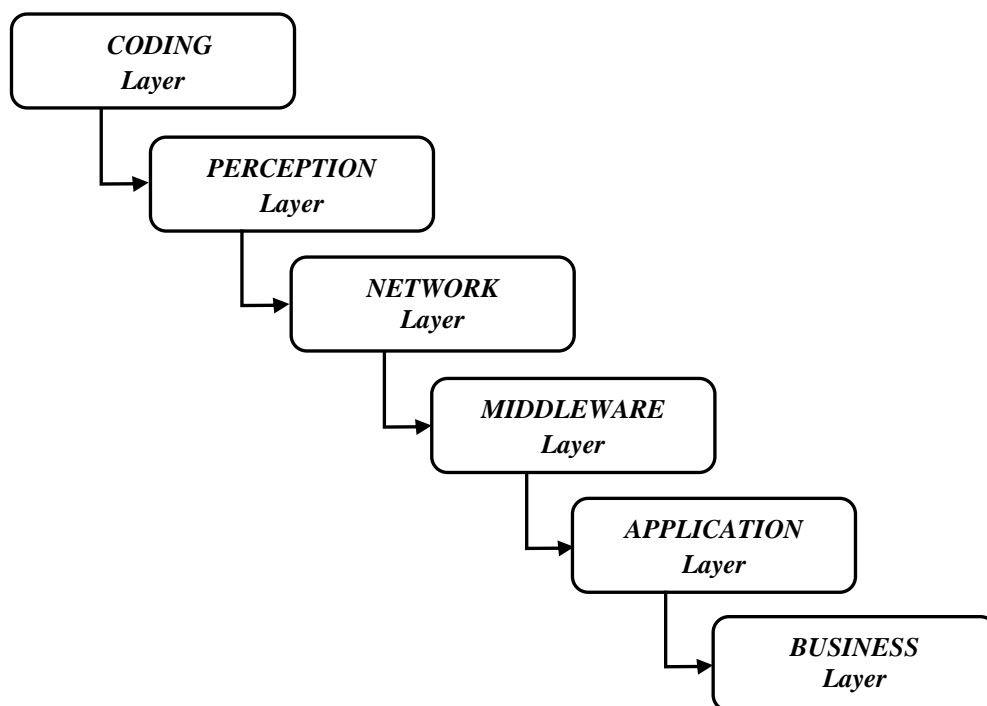 CODING
Layer
PERCEPTION
Layer
NETWORK
Layer
MIDDLEWARE
Layer
APPLICATION
Layer
BUSINESS
Layer